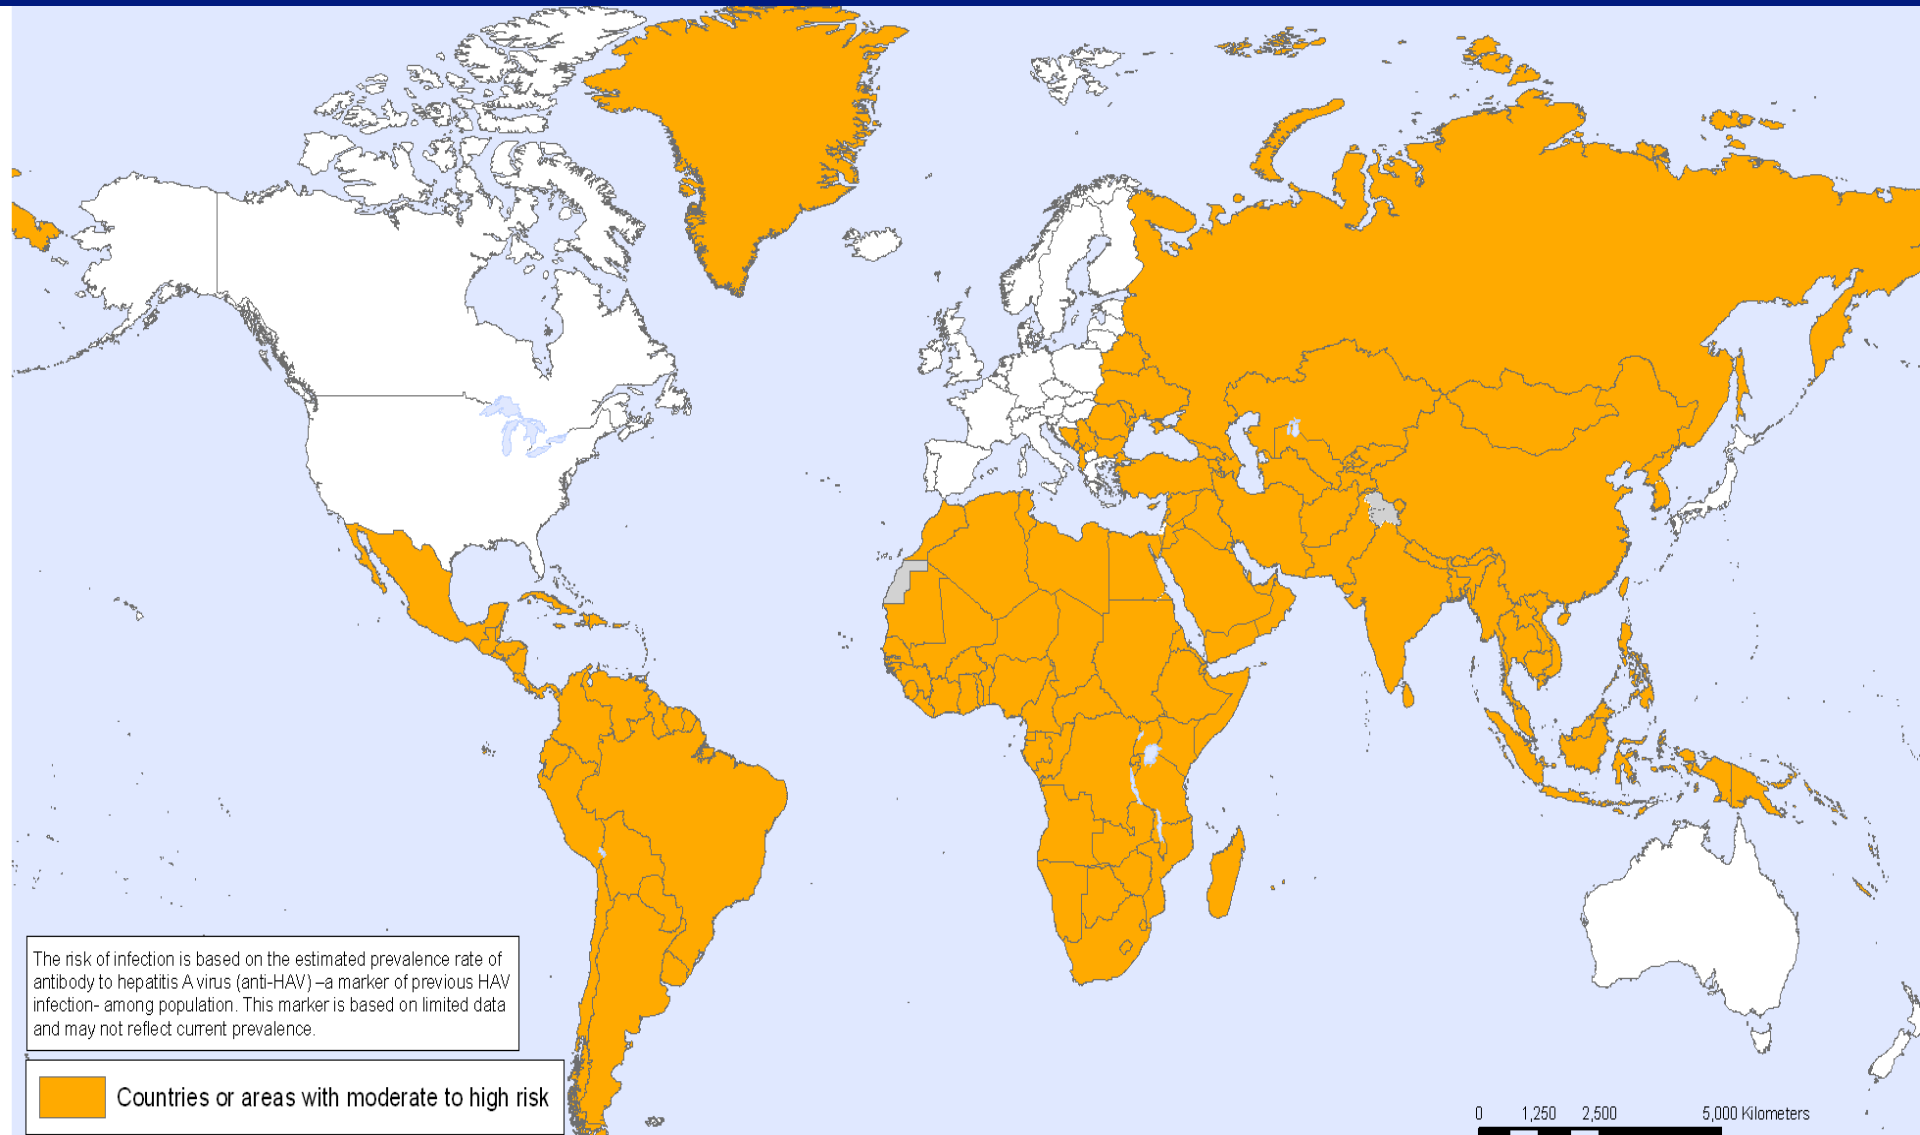 The risk of infection is based on the estimated prevalence rate of
antibody to hepatitis A virus (anti-HAV) –a marker of previous HAV
infection- among population. This marker is based on limited data
and may not reflect current prevalence.
Countries or areas with moderate to high risk
0 1,250 2,500 5,000 Kilometers